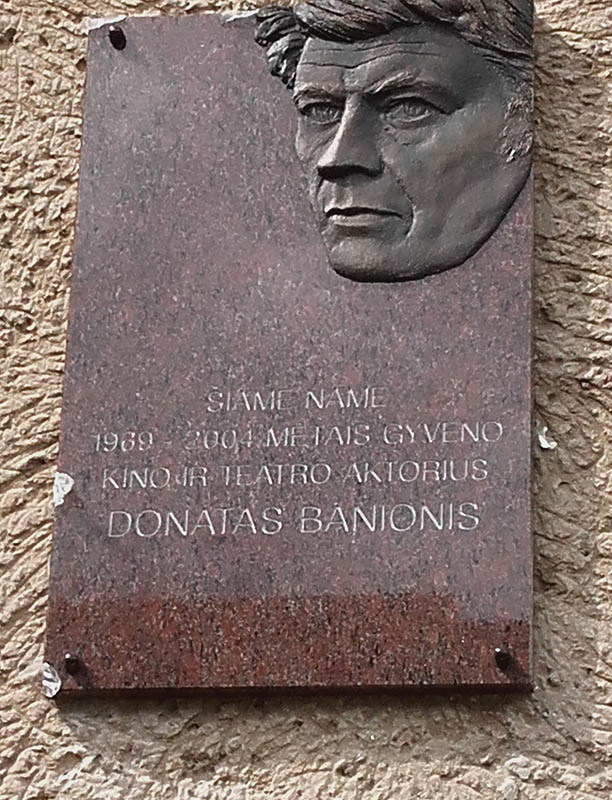 ŠIAME NAME
1969 - 2004 METAIS GYVENO
KINO IR TEATRO AKTORIUS
DONATAS BANIONIS